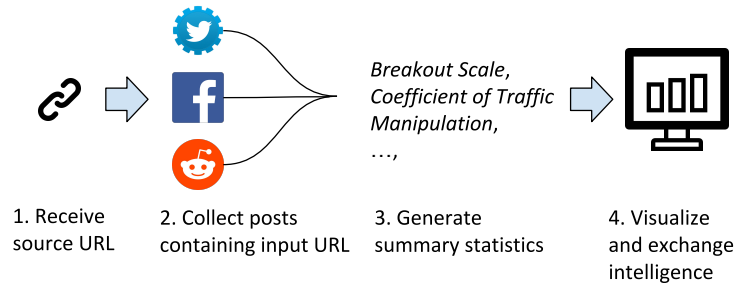 Breakout Scale,
Coefficient of Traffic
Manipulation,
…,
1. Receive
source URL
2. Collect posts
containing input URL
3. Generate
summary statistics
4. Visualize
and exchange
intelligence